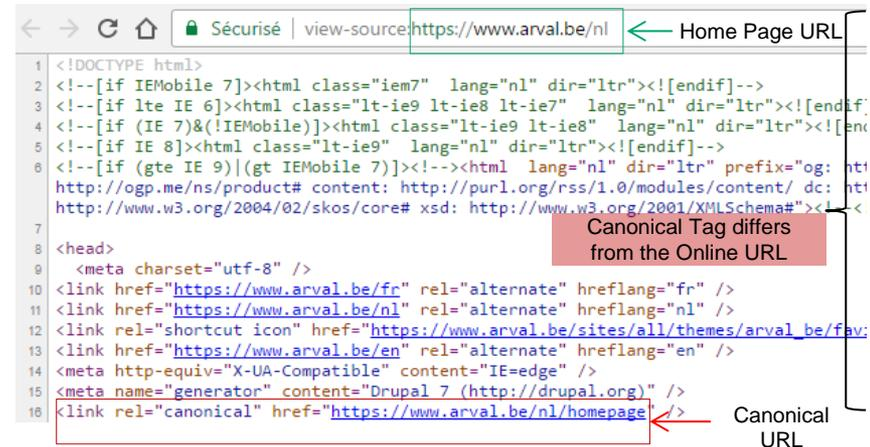 Sécurisé | view-source:https://www.arval.be/nl
Home Page URL
1 <!DOCTYPE html>
2 <!--[if IEMobile 7]><html class="iem7"  lang="nl" dir="ltr"><![endif]-->
3 <!--[if lte IE 6]><html class="lt-ie9 lt-ie8 lt-ie7"  lang="nl" dir="ltr"><![endif]
4 <!--[if (IE 7)&(!IEMobile)]><html class="lt-ie9 lt-ie8"  lang="nl" dir="ltr"><![end
5 <!--[if IE 8]><html class="lt-ie9"  lang="nl" dir="ltr"><![endif]-->
6 <!--[if (gte IE 9)|(gt IEMobile 7)]><!--><html  lang="nl" dir="ltr" prefix="og: htt
http://ogp.me/ns/product# content: http://purl.org/rss/1.0/modules/content/ dc: htt
http://www.w3.org/2004/02/skos/core# xsd: http://www.w3.org/2001/XMLSchema#"><!--<
7
Canonical Tag differs
from the Online URL
8 <head>
9 <meta charset="utf-8" />
10 <link href="https://www.arval.be/fr" rel="alternate" hreflang="fr" />
11 <link href="https://www.arval.be/nl" rel="alternate" hreflang="nl" />
12 <link rel="shortcut icon" href="https://www.arval.be/sites/all/themes/arval_be/favi
13 <link href="https://www.arval.be/en" rel="alternate" hreflang="en" />
14 <meta http-equiv="X-UA-Compatible" content="IE=edge" />
15 <meta name="generator" content="Drupal 7 (http://drupal.org)" />
16 <link rel="canonical" href="https://www.arval.be/nl/homepage" />
Canonical
URL